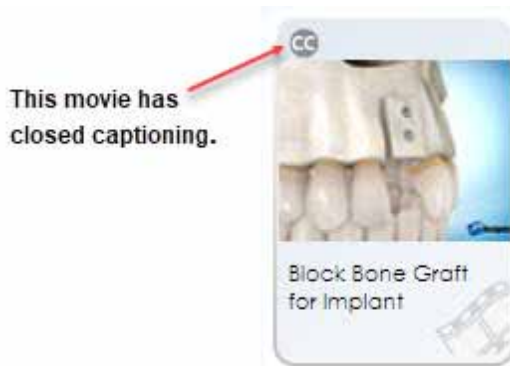 CC
This movie has
closed captioning.
Block Bone Graft
for Implant